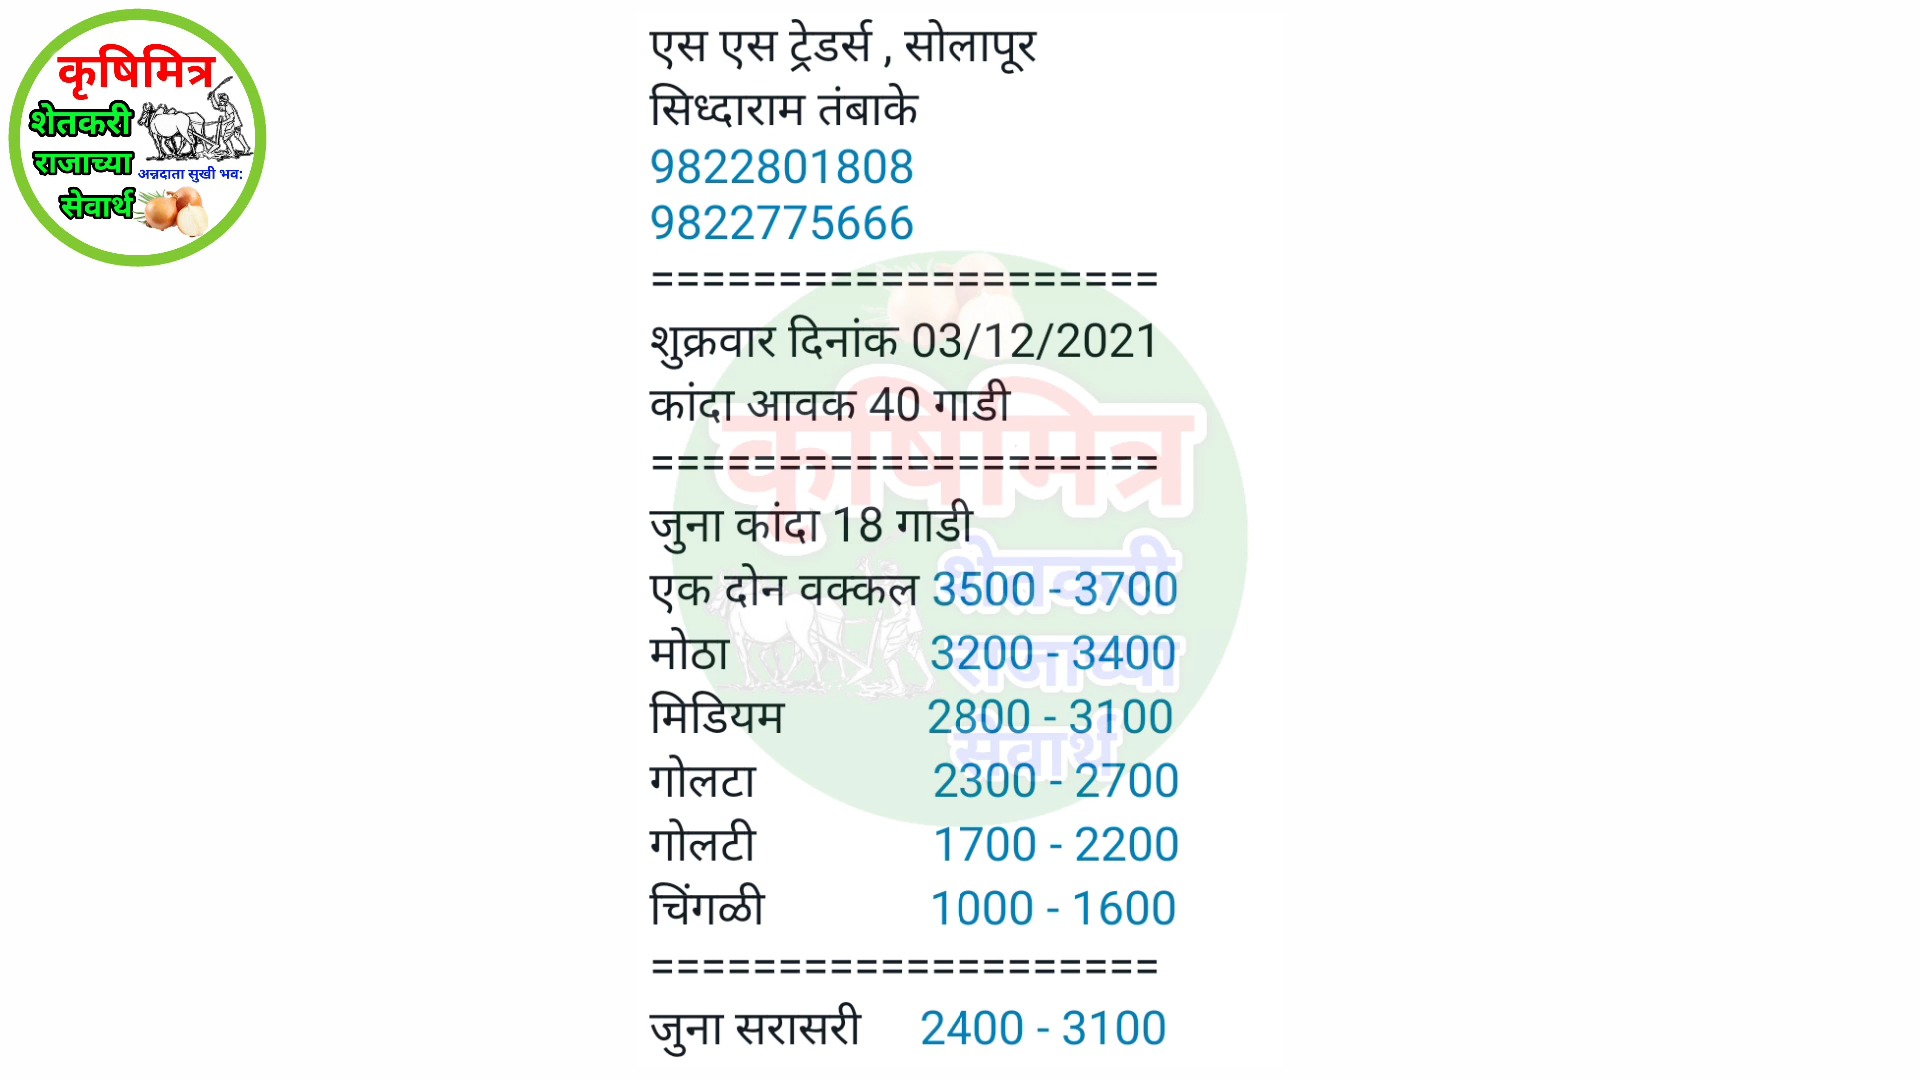 कृषिमित्र
शेतकरी
राजाच्या
अन्नदाता सुखी भव:
सेवार्थ
एस एस ट्रेडर्स , सोलापूर
सिध्दाराम तंबाके
9822801808
9822775666
====================
शुक्रवार दिनांक 03/12/2021
कांदा आवक 40 गाडी
====================
जुना कांदा 18 गाडी
एक दोन वक्कल 3500 - 3700
मोठा 3200 - 3400
मिडियम 2800 - 3100
गोलटा 2300 - 2700
गोलटी 1700 - 2200
चिंगळी 1000 - 1600
====================
जुना सरासरी 2400 - 3100
कृषिमित्र
शेतकरी
राजाच्या
सेवार्थ